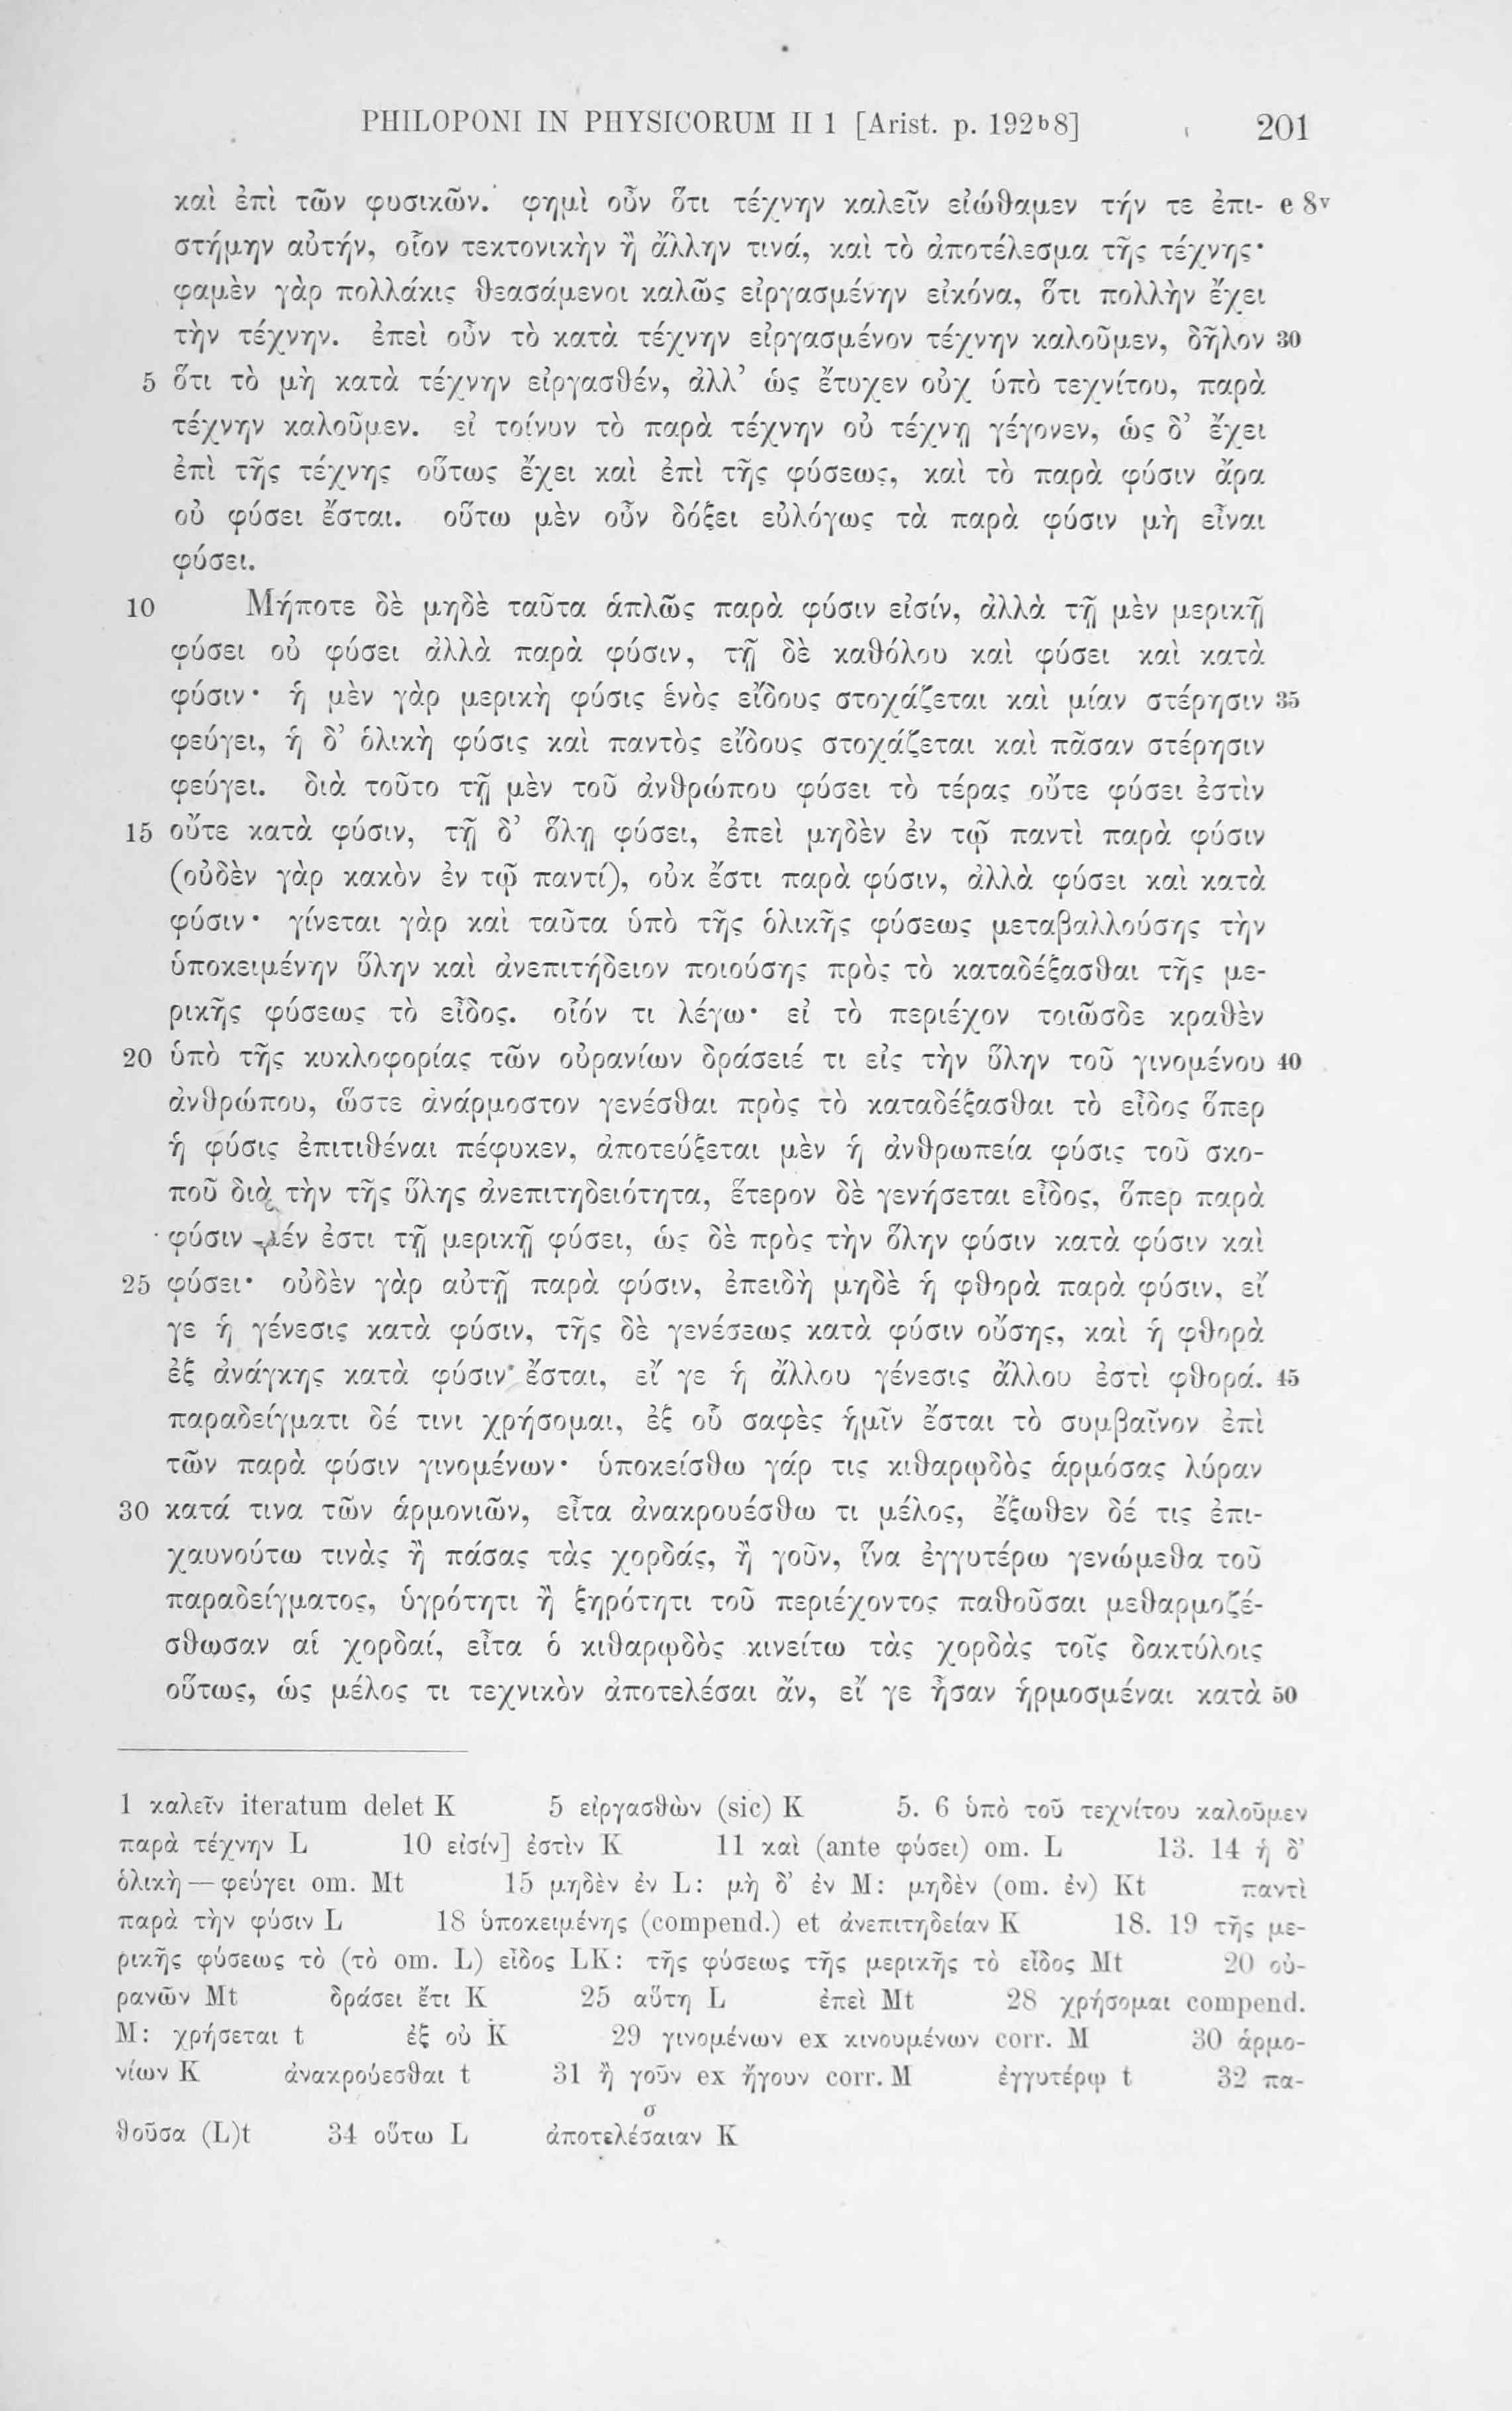 PHILOPONI IN PHYSICORUM II 1 [Arist. p. 192b8] 201
καὶ ἐπὶ τῶν φυσικῶν. φημὶ οὖν ὅτι τέχνην καλεῖν εἰώθαμεν τήν τε ἐπι- e 8v
στήμην αὐτήν, οἷον τεκτονικὴν ἢ ἄλλην τινά, καὶ τὸ ἀποτέλεσμα τῆς τέχνης·
φαμὲν γὰρ πολλάκις θεασάμενοι καλῶς εἰργασμένην εἰκόνα, ὅτι πολλὴν ἔχει
τὴν τέχνην. ἐπεὶ οὖν τὸ κατὰ τέχνην εἰργασμένον τέχνην καλοῦμεν, δῆλον 30
5 ὅτι τὸ μὴ κατὰ τέχνην εἰργασθέν, ἀλλ’ ὡς ἔτυχεν οὐχ ὑπὸ τεχνίτου, παρὰ
τέχνην καλοῦμεν. εἰ τοίνυν τὸ παρὰ τέχνην οὐ τέχνῃ γέγονεν, ὡς δ’ ἔχει
ἐπὶ τῆς τέχνης οὕτως ἔχει καὶ ἐπὶ τῆς φύσεως, καὶ τὸ παρὰ φύσιν ἄρα
οὐ φύσει ἔσται. οὕτω μὲν οὖν δόξει εὐλόγως τὰ παρὰ φύσιν μὴ εἶναι
φύσει.
10 Μήποτε δὲ μηδὲ ταῦτα ἁπλῶς παρὰ φύσιν εἰσίν, ἀλλὰ τῇ μὲν μερικῇ
φύσει οὐ φύσει ἀλλὰ παρὰ φύσιν, τῇ δὲ καθόλου καὶ φύσει καὶ κατὰ
φύσιν· ἡ μὲν γὰρ μερικὴ φύσις ἑνὸς εἴδους στοχάζεται καὶ μίαν στέρησιν 35
φεύγει, ἡ δ’ ὁλικὴ φύσις καὶ παντὸς εἴδους στοχάζεται καὶ πᾶσαν στέρησιν
φεύγει. διὰ τοῦτο τῇ μὲν τοῦ ἀνθρώπου φύσει τὸ τέρας οὔτε φύσει ἐστὶν
15 οὔτε κατὰ φύσιν, τῇ δ’ ὅλῃ φύσει, ἐπεὶ μηδὲν ἐν τῷ παντὶ παρὰ φύσιν
(οὐδὲν γὰρ κακὸν ἐν τῷ παντί), οὐκ ἔστι παρὰ φύσιν, ἀλλὰ φύσει καὶ κατὰ
φύσιν· γίνεται γὰρ καὶ ταῦτα ὑπὸ τῆς ὁλικῆς φύσεως μεταβαλλούσης τὴν
ὑποκειμένην ὕλην καὶ ἀνεπιτήδειον ποιούσης πρὸς τὸ καταδέξασθαι τῆς με-
ρικῆς φύσεως τὸ εἶδος. οἷόν τι λέγω· εἰ τὸ περιέχον τοιῶσδε κραθὲν
20 ὑπὸ τῆς κυκλοφορίας τῶν οὐρανίων δράσειέ τι εἰς τὴν ὕλην τοῦ γινομένου 40
ἀνθρώπου, ὥστε ἀνάρμοστον γενέσθαι πρὸς τὸ καταδέξασθαι τὸ εἶδος ὅπερ
ἡ φύσις ἐπιτιθέναι πέφυκεν, ἀποτεύξεται μὲν ἡ ἀνθρωπεία φύσις τοῦ σκο-
ποῦ διὰ τὴν τῆς ὕλης ἀνεπιτηδειότητα, ἕτερον δὲ γενήσεται εἶδος, ὅπερ παρὰ
φύσιν μέν ἐστι τῇ μερικῇ φύσει, ὡς δὲ πρὸς τὴν ὅλην φύσιν κατὰ φύσιν καὶ
25 φύσει· οὐδὲν γὰρ αὐτῇ παρὰ φύσιν, ἐπειδὴ μηδὲ ἡ φθορὰ παρὰ φύσιν, εἴ
γε ἡ γένεσις κατὰ φύσιν, τῆς δὲ γενέσεως κατὰ φύσιν οὔσης, καὶ ἡ φθορὰ
ἐξ ἀνάγκης κατὰ φύσιν ἔσται, εἴ γε ἡ ἄλλου γένεσις ἄλλου ἐστὶ φθορά. 45
παραδείγματι δέ τινι χρήσομαι, ἐξ οὗ σαφὲς ἡμῖν ἔσται τὸ συμβαῖνον ἐπὶ
τῶν παρὰ φύσιν γινομένων· ὑποκείσθω γάρ τις κιθαρῳδὸς ἁρμόσας λύραν
30 κατά τινα τῶν ἁρμονιῶν, εἶτα ἀνακρουέσθω τι μέλος, ἔξωθεν δέ τις ἐπι-
χαυνούτω τινὰς ἢ πάσας τὰς χορδάς, ἢ γοῦν, ἵνα ἐγγυτέρω γενώμεθα τοῦ
παραδείγματος, ὑγρότητι ἢ ξηρότητι τοῦ περιέχοντος παθοῦσαι μεθαρμοζέ-
σθωσαν αἱ χορδαί, εἶτα ὁ κιθαρῳδὸς κινείτω τὰς χορδὰς τοῖς δακτύλοις
οὕτως, ὡς μέλος τι τεχνικὸν ἀποτελέσαι ἄν, εἴ γε ἦσαν ἡρμοσμέναι κατὰ 50
1 καλεῖν iteratum delet K 5 εἰργασθὼν (sic) K 5. 6 ὑπὸ τοῦ τεχνίτου καλοῦμεν
παρὰ τέχνην L 10 εἰσίν] ἐστὶν K 11 καὶ (ante φύσει) om. L 13. 14 ἡ δ’
ὁλικὴ — φεύγει om. Mt 15 μηδὲν ἐν L: μὴ δ’ ἐν M: μηδὲν (om. ἐν) Kt παντὶ
παρὰ τὴν φύσιν L 18 ὑποκειμένης (compend.) et ἀνεπιτηδείαν K 18. 19 τῆς με-
ρικῆς φύσεως τὸ (τὸ om. L) εἶδος LK: τῆς φύσεως τῆς μερικῆς τὸ εἶδος Mt 20 οὐ-
ρανῶν Mt δράσει ἔτι K 25 αὕτη L ἐπεὶ Mt 28 χρήσομαι compend.
M: χρήσεται t ἐξ οὐ K 29 γινομένων ex κινουμένων corr. M 30 ἁρμο-
νίων K ἀνακρούεσθαι t 31 ἢ γοῦν ex ἤγουν corr. M ἐγγυτέρῳ t 32 πα-
θοῦσα (L)t 34 οὕτω L ἀποτελέσαιαν K